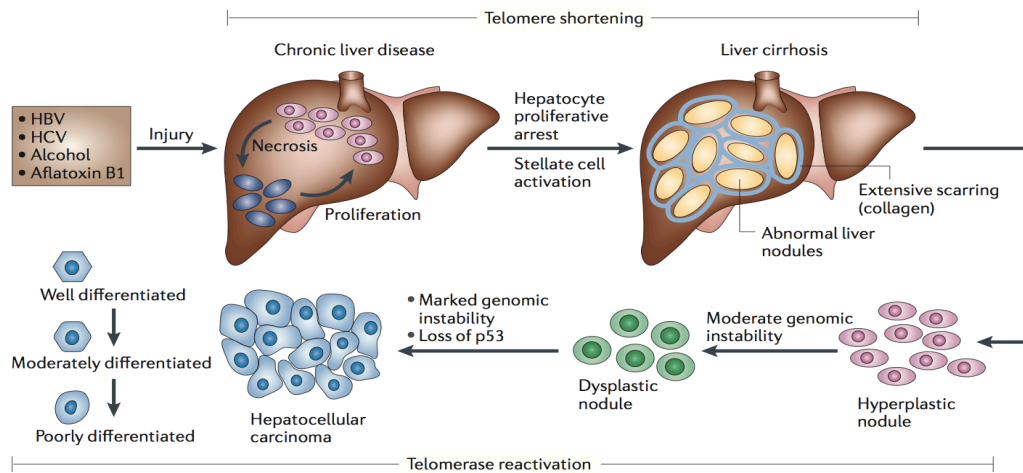 Telomere shortening
Chronic liver disease
Liver cirrhosis
• HBV
• HCV
• Alcohol
• Aflatoxin B1
Injury
Necrosis
Proliferation
Hepatocyte
proliferative
arrest
Stellate cell
activation
Extensive scarring
(collagen)
Abnormal liver
nodules
Well differentiated
Moderately differentiated
Poorly differentiated
Hepatocellular
carcinoma
• Marked genomic
instability
• Loss of p53
Dysplastic
nodule
Moderate genomic
instability
Hyperplastic
nodule
Telomerase reactivation